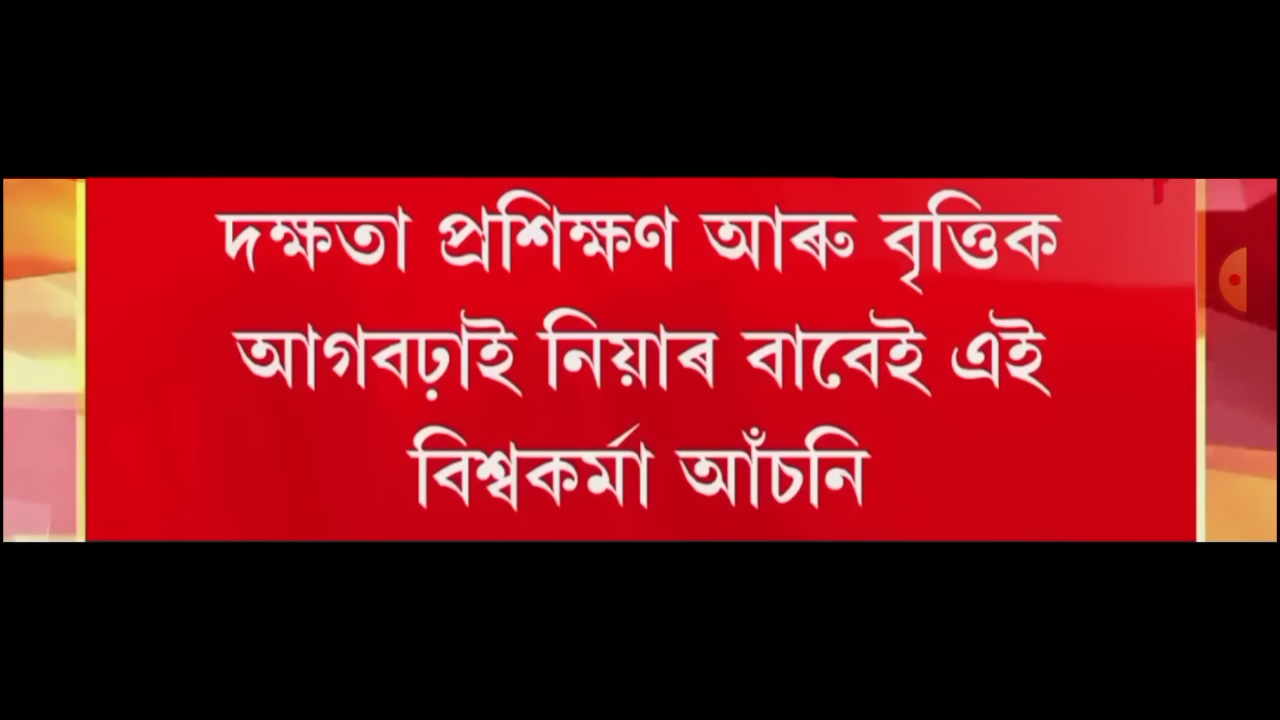 দক্ষতা প্ৰশিক্ষণ আৰু বৃত্তিক
আগবঢ়াই নিয়াৰ বাবেই এই
বিশ্বকৰ্মা আঁচনি